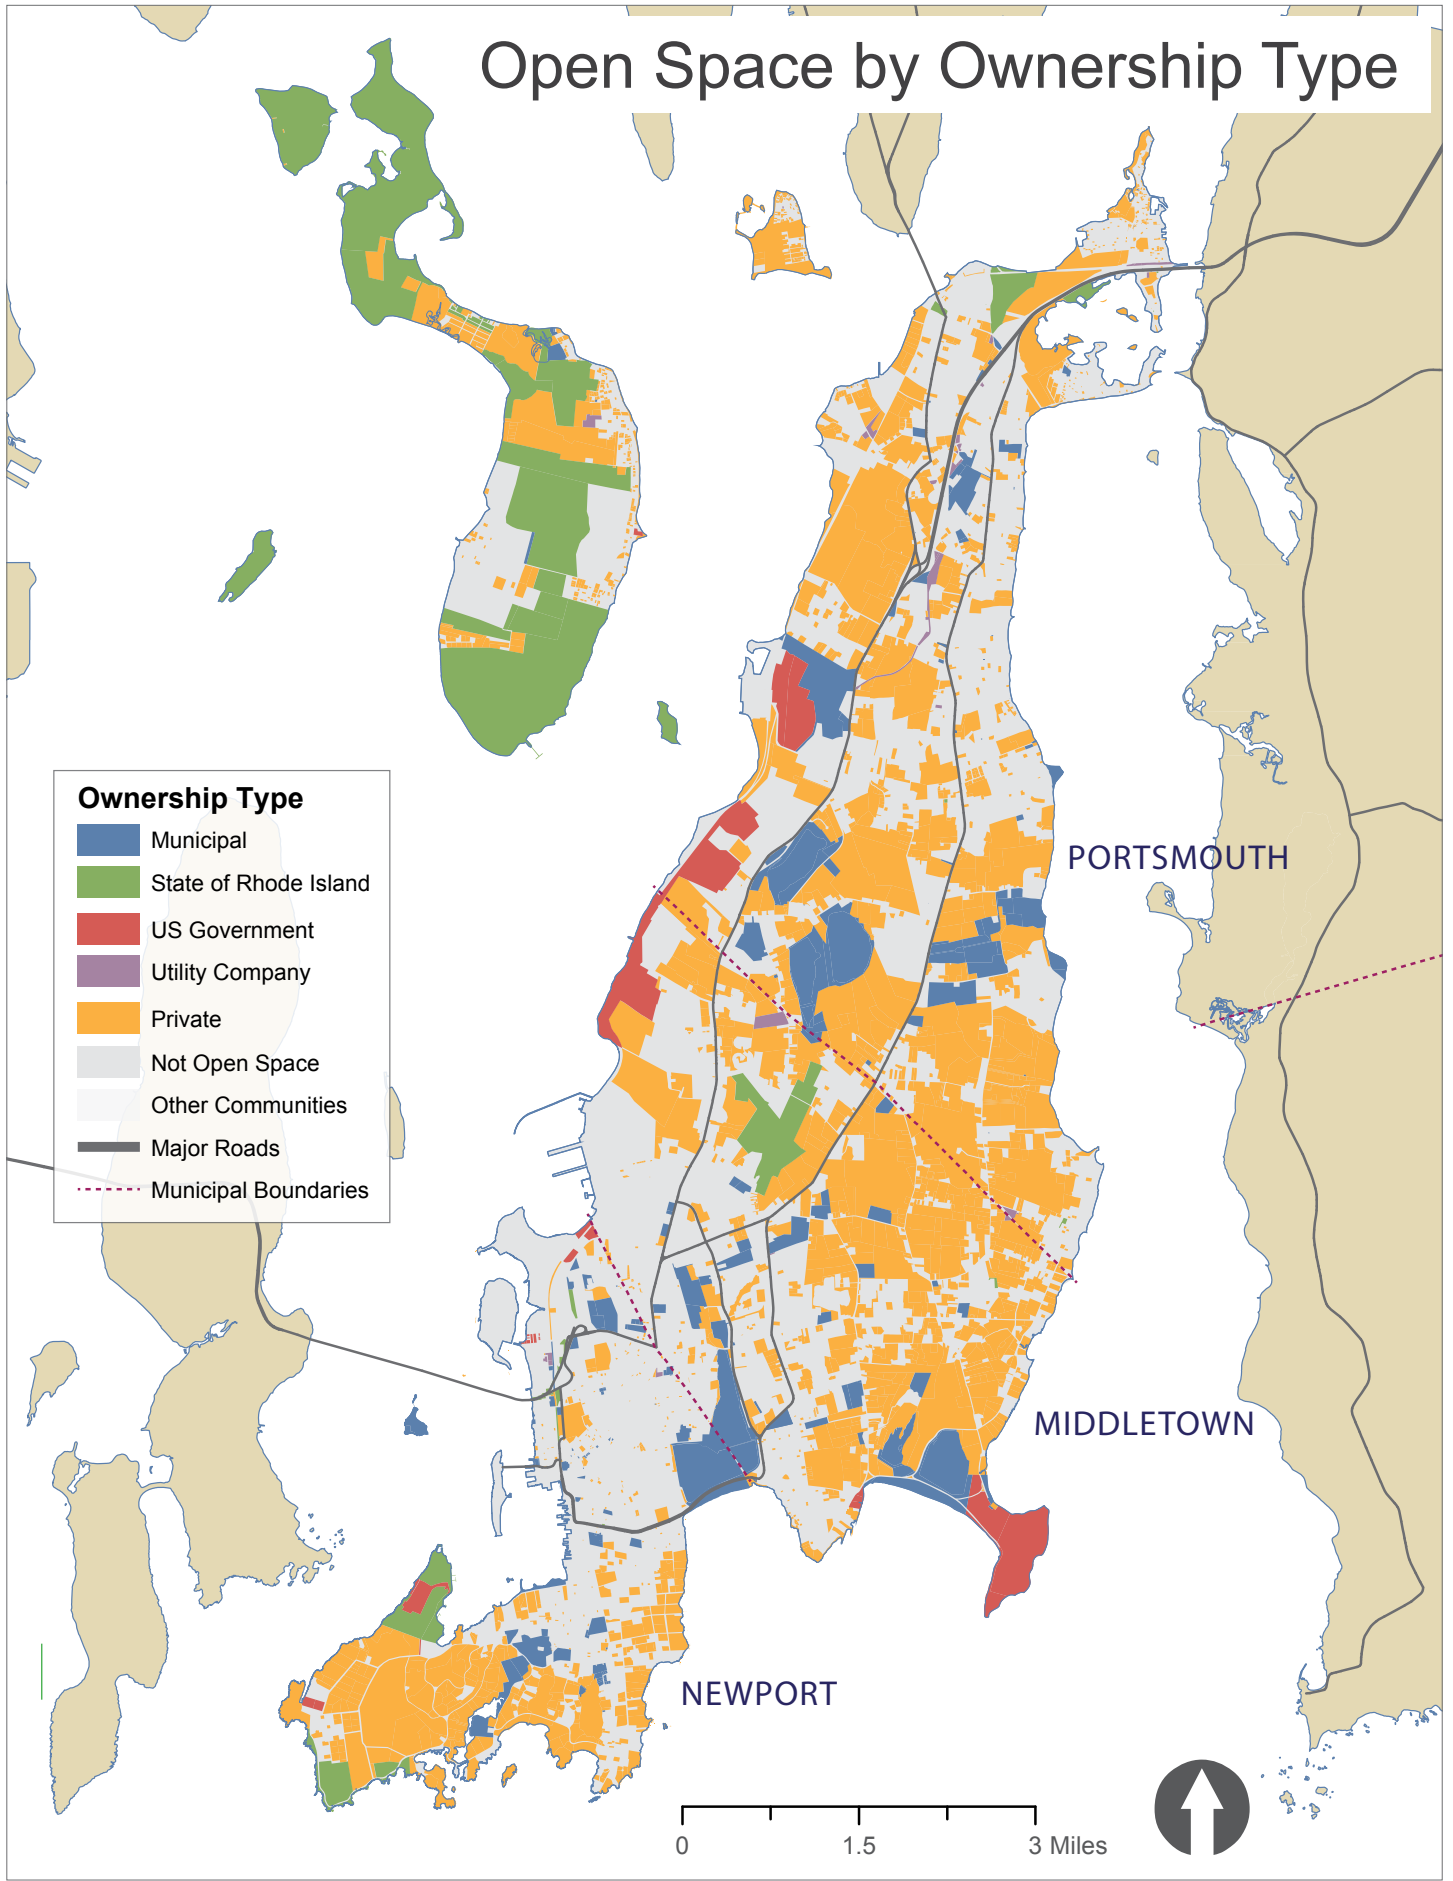 Open Space by Ownership Type
Ownership Type
Municipal
State of Rhode Island
US Government
Utility Company
Private
Not Open Space
Other Communities
Major Roads
Municipal Boundaries
PORTSMOUTH
MIDDLETOWN
NEWPORT
0 1.5 3 Miles